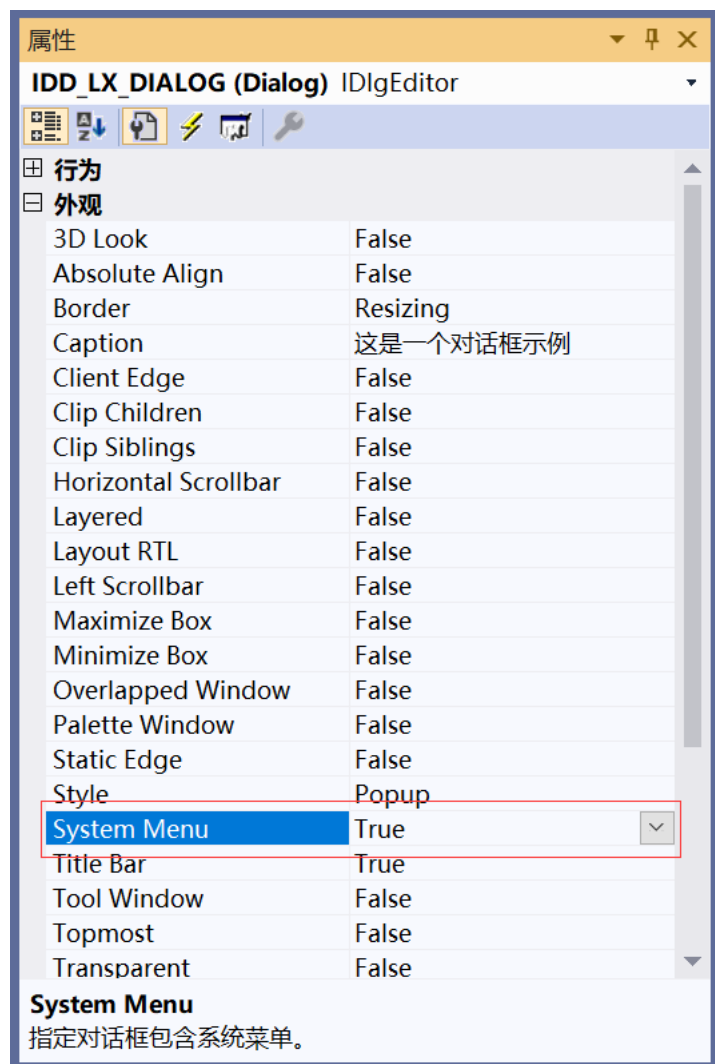 属性
IDD_LX_DIALOG (Dialog) IDlgEditor
行为
外观
3D Look False
Absolute Align False
Border Resizing
Caption 这是一个对话框示例
Client Edge False
Clip Children False
Clip Siblings False
Horizontal Scrollbar False
Layered False
Layout RTL False
Left Scrollbar False
Maximize Box False
Minimize Box False
Overlapped Window False
Palette Window False
Static Edge False
Style Popup
System Menu True
Title Bar True
Tool Window False
Topmost False
Transparent False
System Menu
指定对话框包含系统菜单。